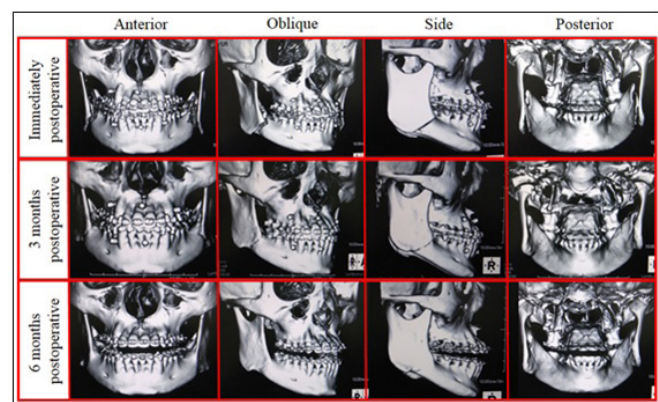 Anterior Oblique Side Posterior
Immediately
postoperative
3 months
postoperative
6 months
postoperative
R
R